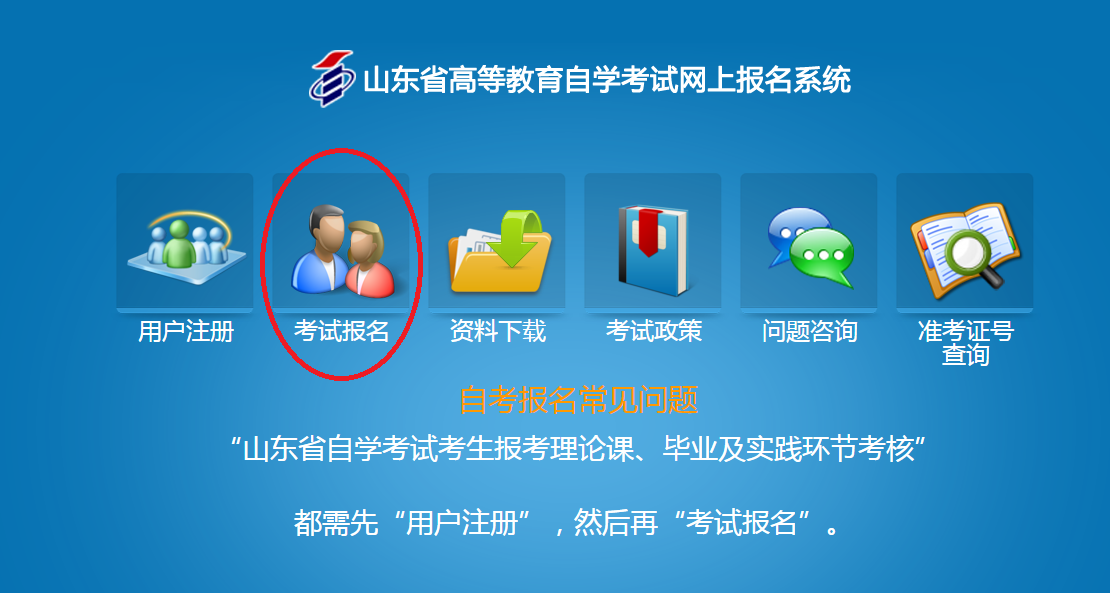 山东省高等教育自学考试网上报名系统
用户注册
考试报名
资料下载
考试政策
问题咨询
准考证号
查询
自考报名常见问题
“山东省自学考试考生报考理论课、毕业及实践环节考核”
都需先“用户注册”，然后再“考试报名”。